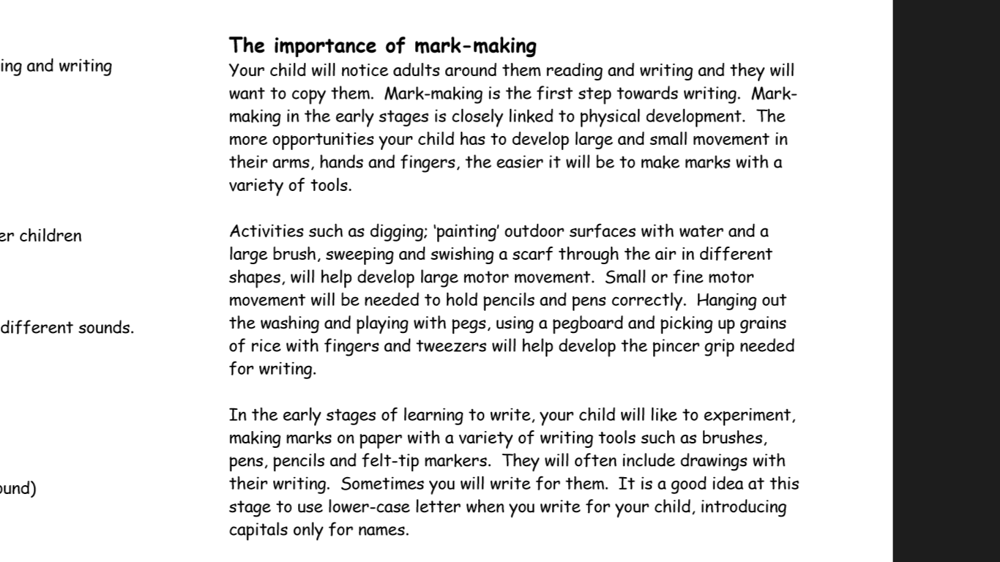 ing and writing
er children
different sounds.
ound)
The importance of mark-making
Your child will notice adults around them reading and writing and they will
want to copy them.  Mark-making is the first step towards writing.  Mark-
making in the early stages is closely linked to physical development.  The
more opportunities your child has to develop large and small movement in
their arms, hands and fingers, the easier it will be to make marks with a
variety of tools.
Activities such as digging; ‘painting’ outdoor surfaces with water and a
large brush, sweeping and swishing a scarf through the air in different
shapes, will help develop large motor movement.  Small or fine motor
movement will be needed to hold pencils and pens correctly.  Hanging out
the washing and playing with pegs, using a pegboard and picking up grains
of rice with fingers and tweezers will help develop the pincer grip needed
for writing.
In the early stages of learning to write, your child will like to experiment,
making marks on paper with a variety of writing tools such as brushes,
pens, pencils and felt-tip markers.  They will often include drawings with
their writing.  Sometimes you will write for them.  It is a good idea at this
stage to use lower-case letter when you write for your child, introducing
capitals only for names.